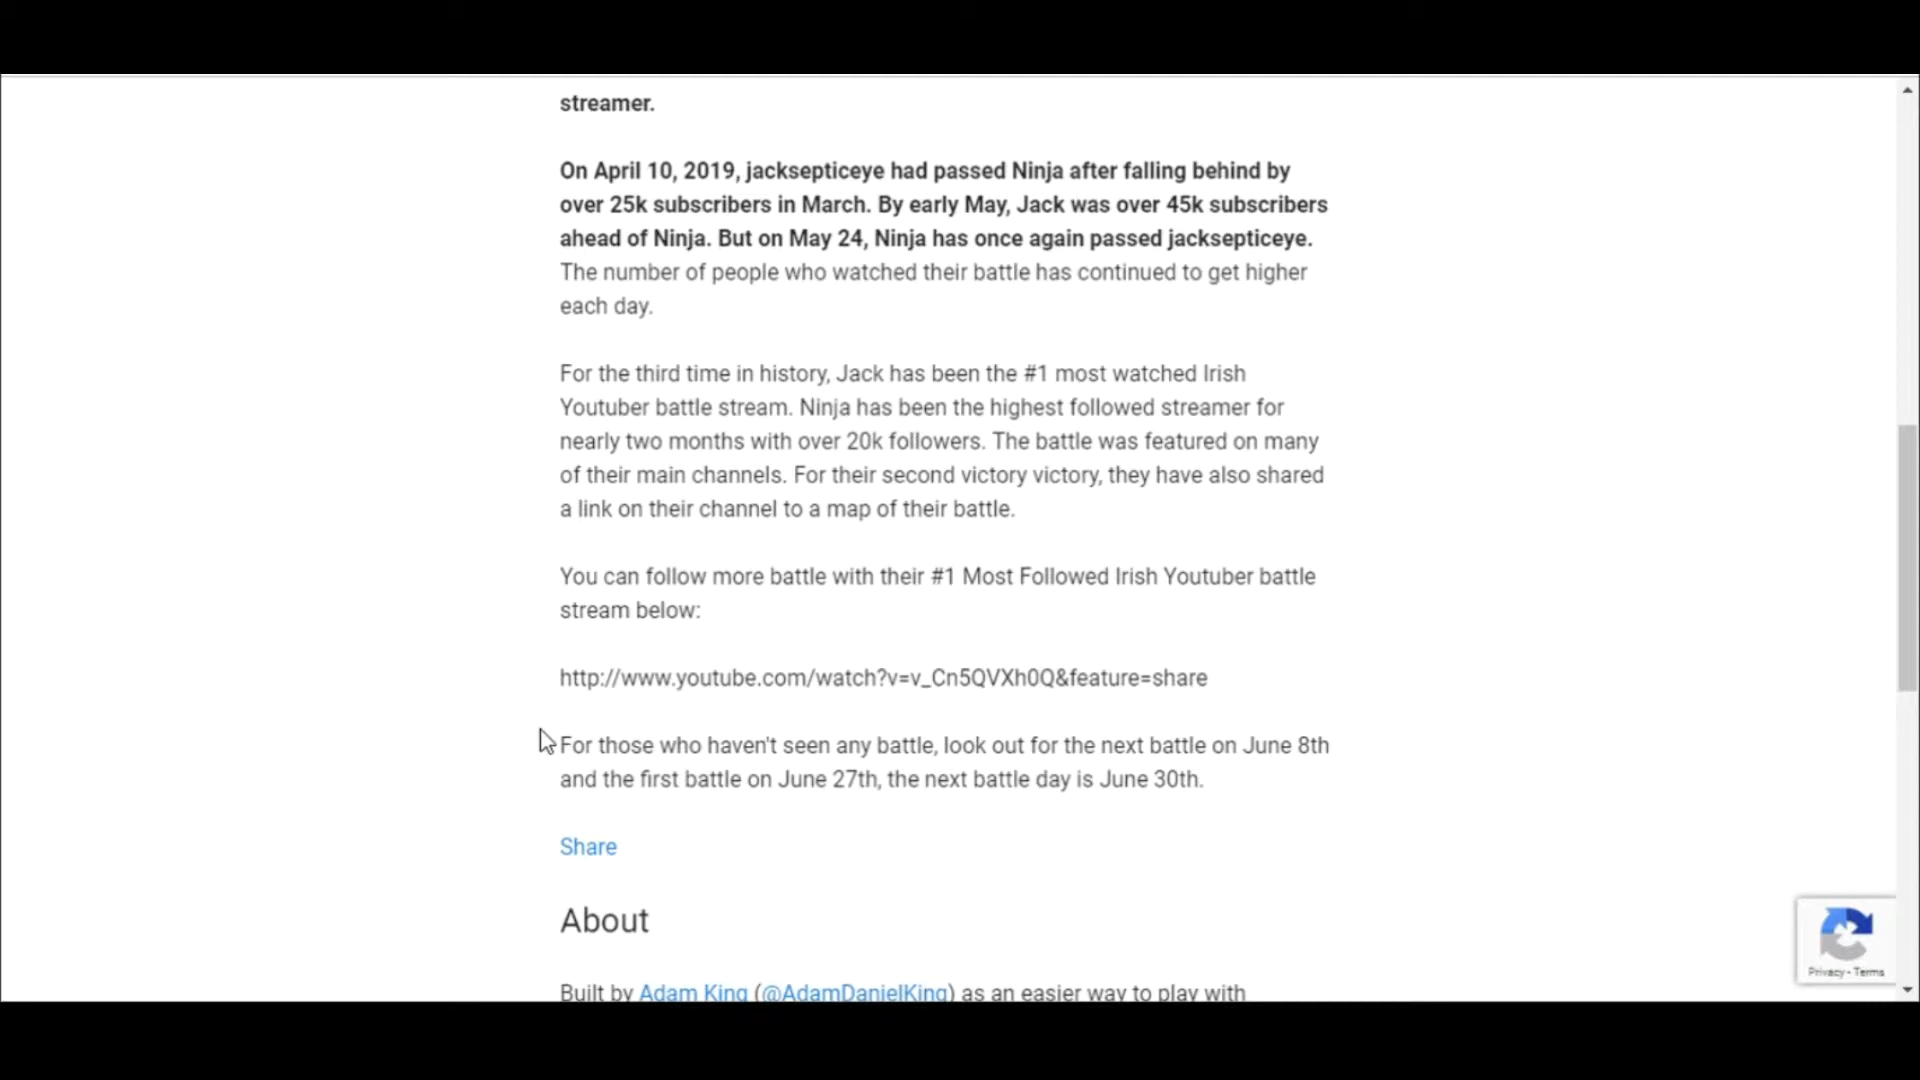 streamer.
On April 10, 2019, jacksepticeye had passed Ninja after falling behind by
over 25k subscribers in March. By early May, Jack was over 45k subscribers
ahead of Ninja. But on May 24, Ninja has once again passed jacksepticeye.
The number of people who watched their battle has continued to get higher
each day.
For the third time in history, Jack has been the #1 most watched Irish
Youtuber battle stream. Ninja has been the highest followed streamer for
nearly two months with over 20k followers. The battle was featured on many
of their main channels. For their second victory victory, they have also shared
a link on their channel to a map of their battle.
You can follow more battle with their #1 Most Followed Irish Youtuber battle
stream below:
http://www.youtube.com/watch?v=v_Cn5QVXh0Q&feature=share
For those who haven't seen any battle, look out for the next battle on June 8th
and the first battle on June 27th, the next battle day is June 30th.
Share
About
Built by Adam King (@AdamDanielKing) as an easier way to play with
Privacy - Terms